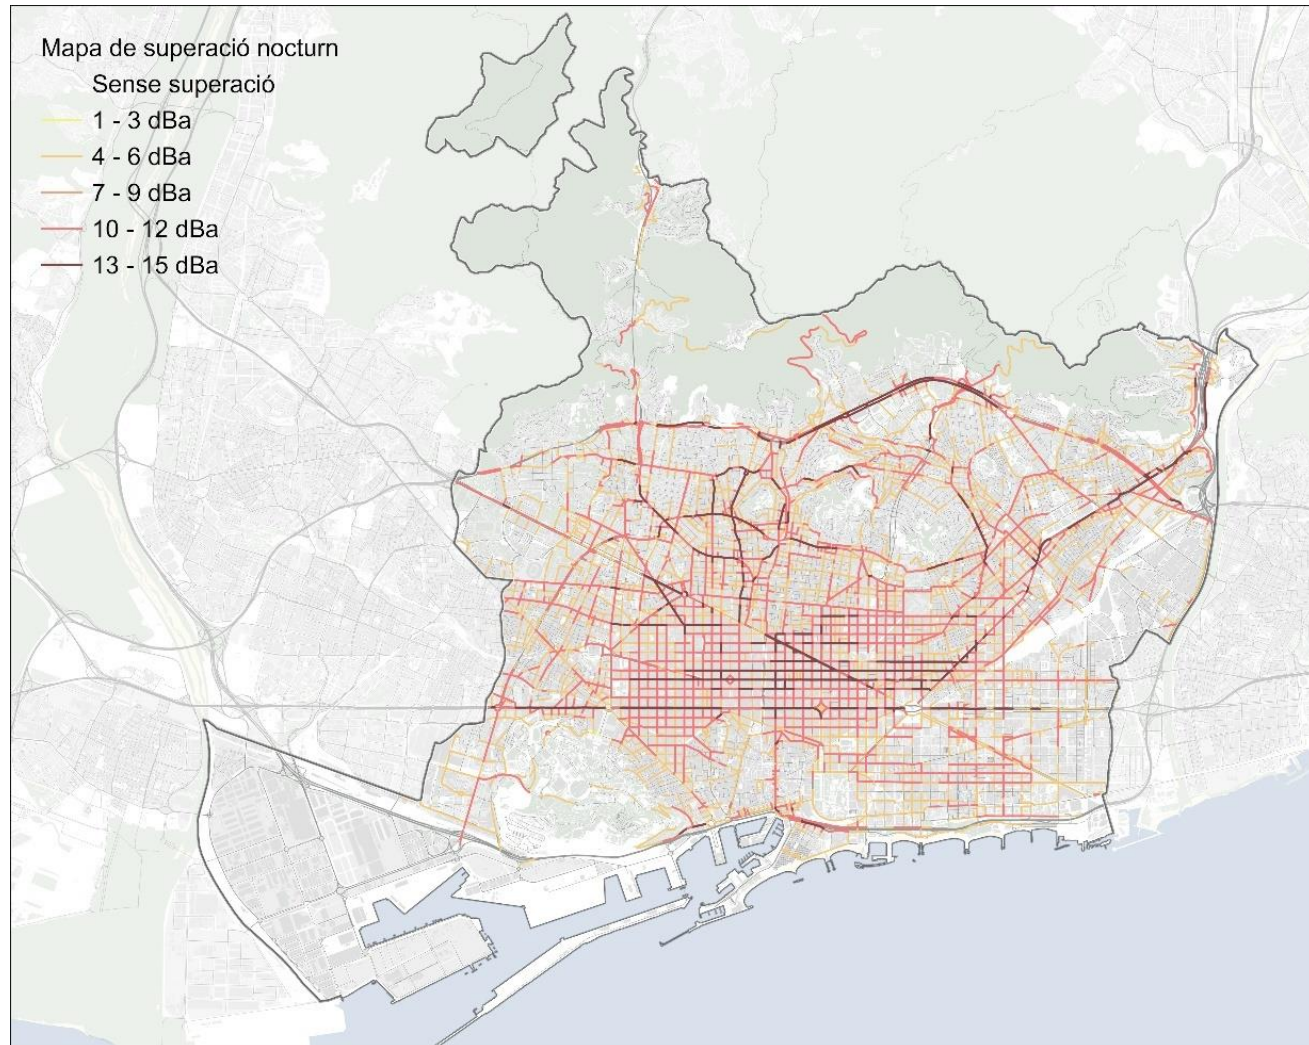 Mapa de superació nocturn
Sense superació
1 - 3 dBa
4 - 6 dBa
7 - 9 dBa
10 - 12 dBa
13 - 15 dBa